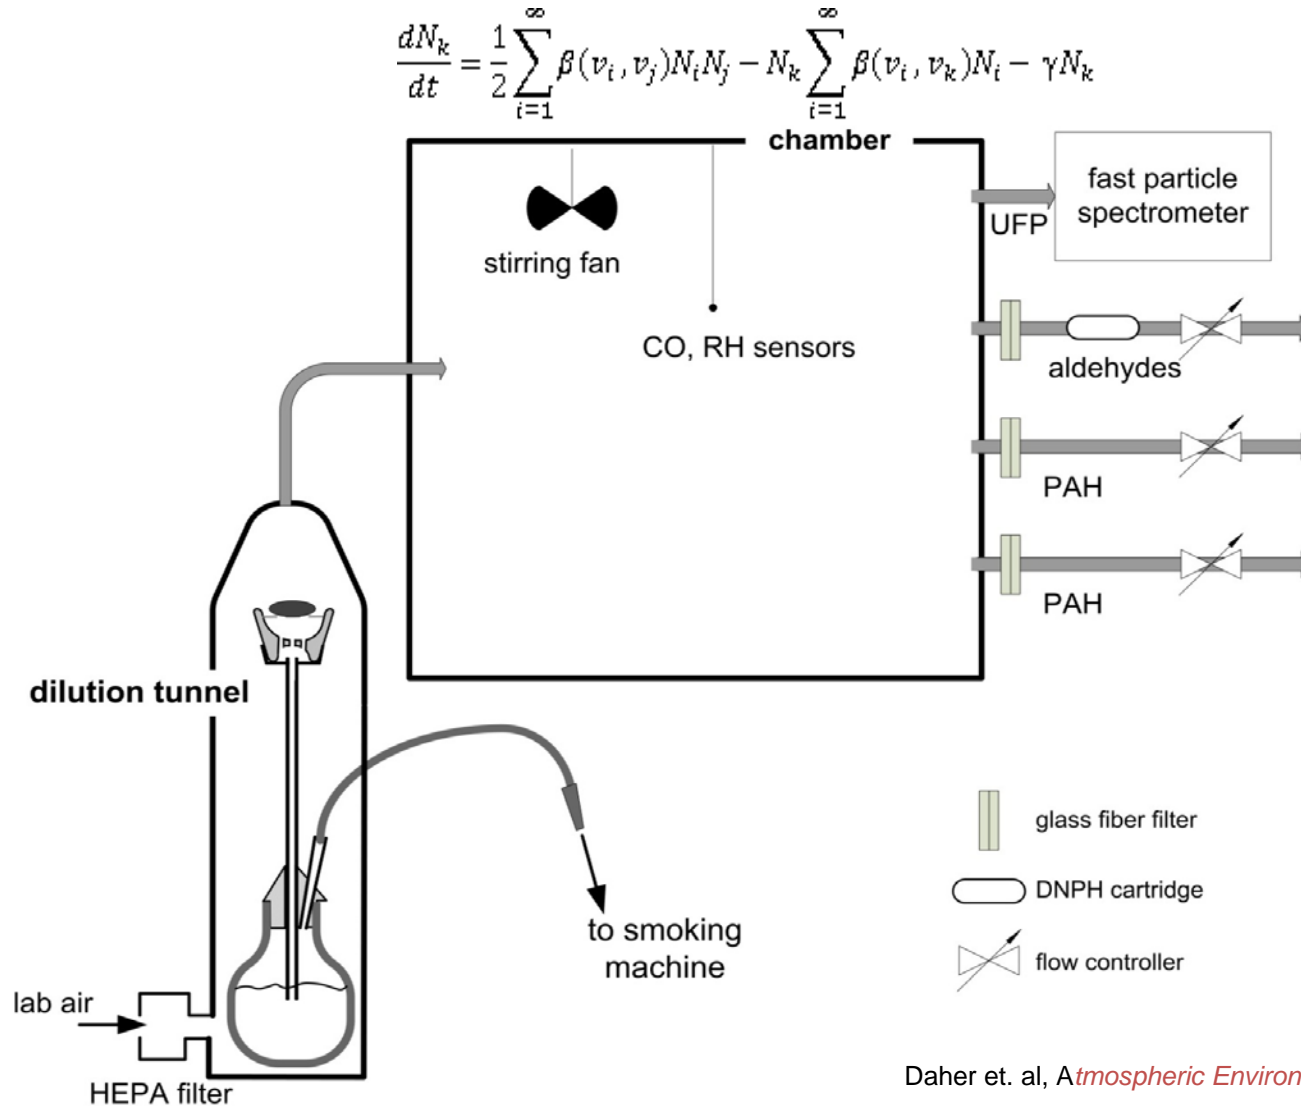 dN_k/dt = 1/2 ∑_{i=1}^{∞} β(v_i, v_j)N_iN_j − N_k ∑_{i=1}^{∞} β(v_i, v_k)N_i − γN_k
chamber
fast particle
spectrometer
UFP
stirring fan
CO, RH sensors
aldehydes
PAH
PAH
dilution tunnel
glass fiber filter
DNPH cartridge
to smoking
machine
flow controller
lab air
HEPA filter
Daher et. al, Atmospheric Environ